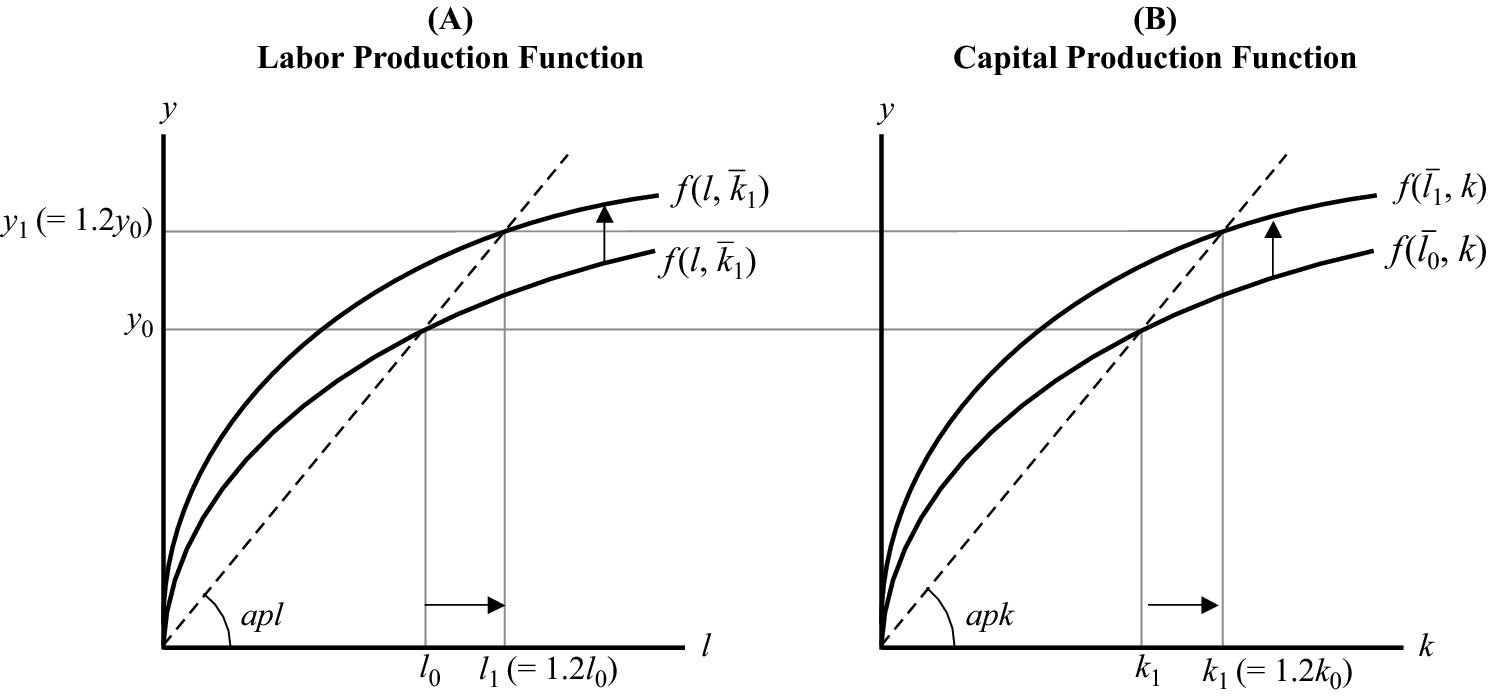 (A)
Labor Production Function
y
y₁ (= 1.2y₀)
y₀
f(l, k̅₁)
f(l, k̅₁)
apl
l₀
l₁ (= 1.2l₀)
l
(B)
Capital Production Function
y
f(l̅₁, k)
f(l̅₀, k)
apk
k₁
k₁ (= 1.2k₀)
k